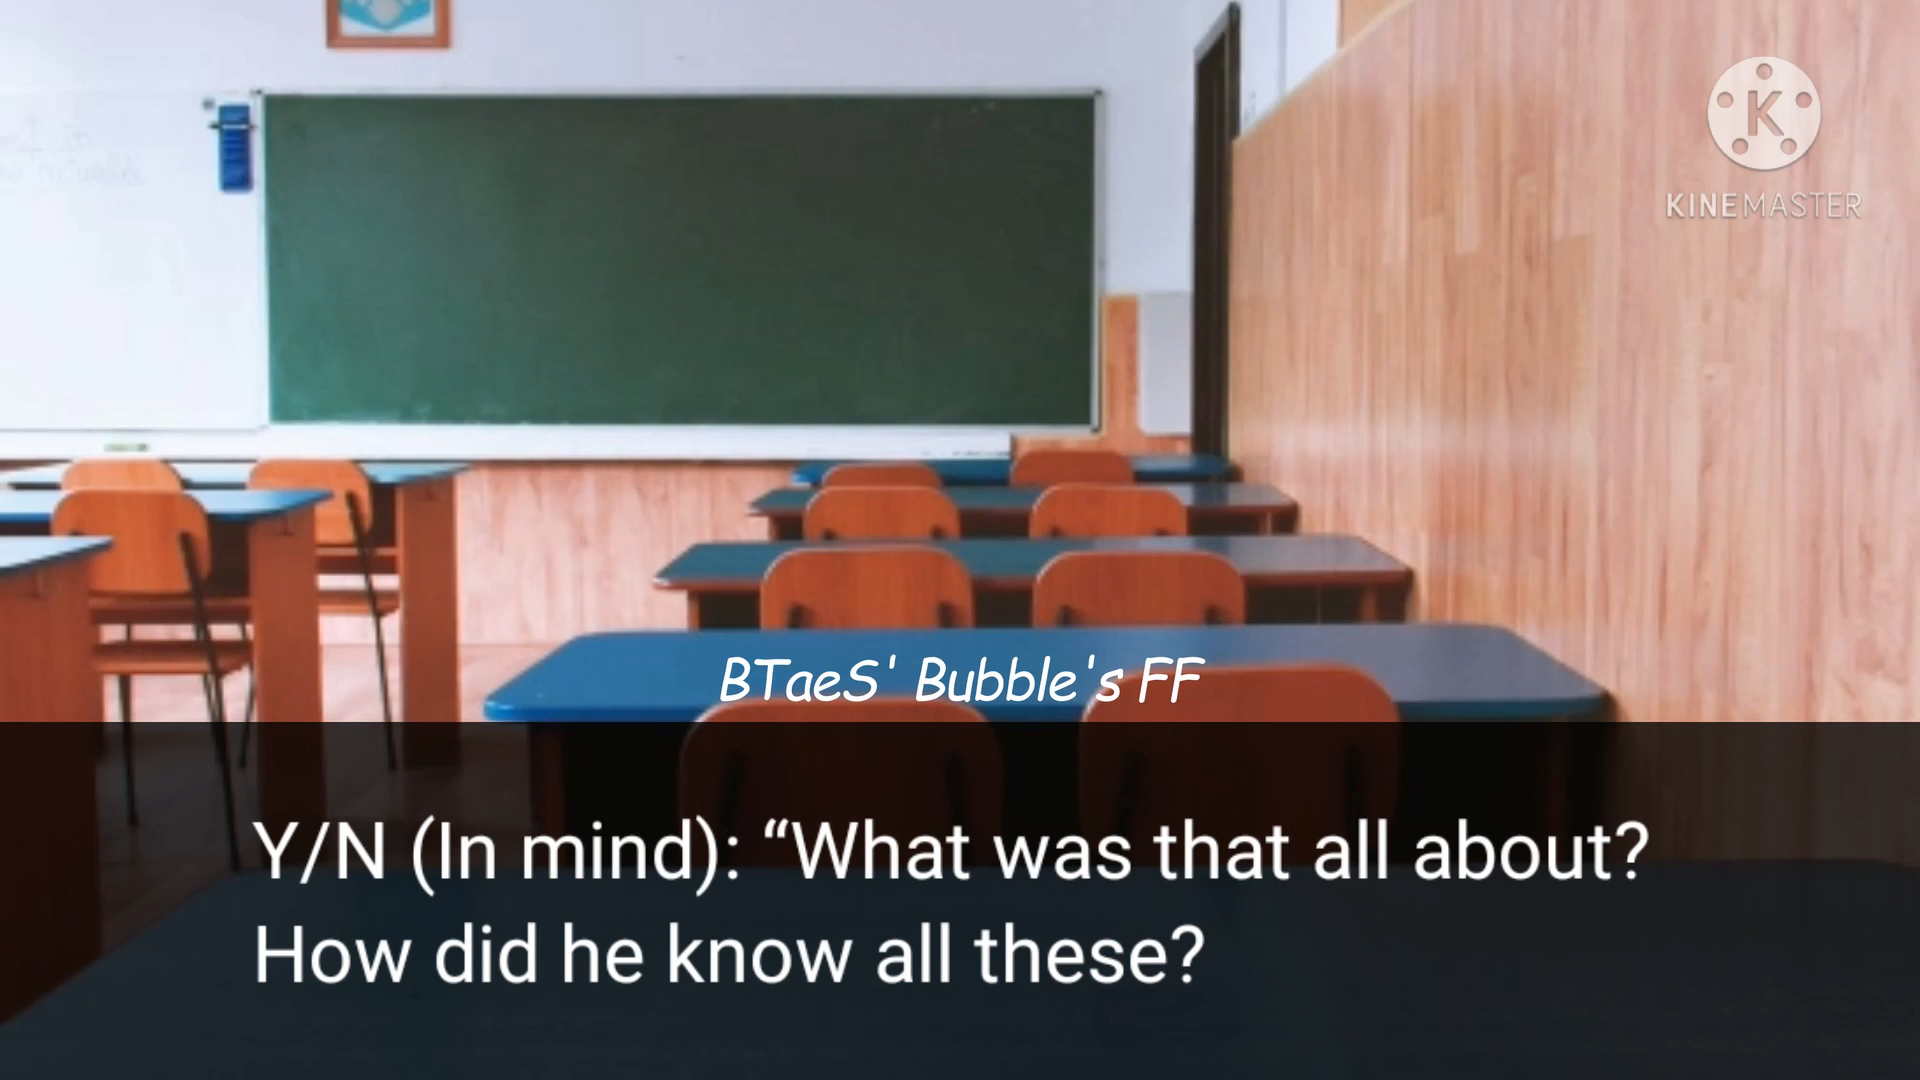 KINEMASTER
BTaeS' Bubble's FF
Y/N (In mind): “What was that all about?
How did he know all these?